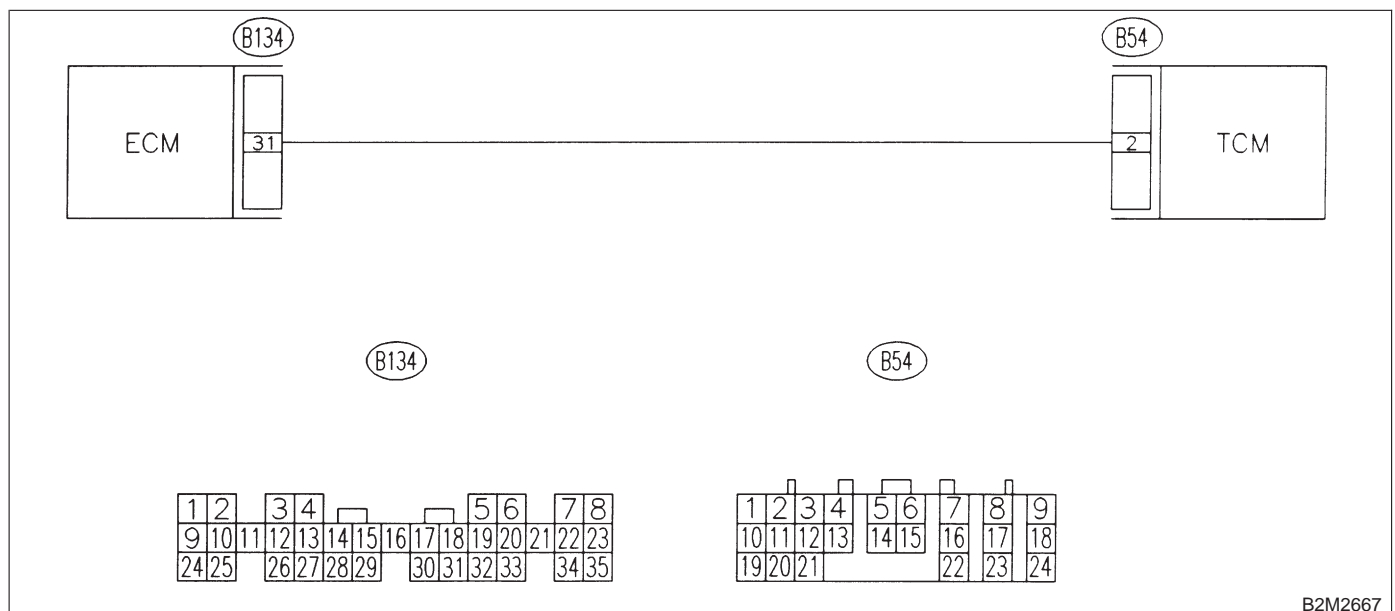 B134 B54
ECM 31 2 TCM
B134 B54
1 2 3 4 5 6 7 8
9 10 11 12 13 14 15 16 17 18 19 20 21 22 23
24 25 26 27 28 29 30 31 32 33 34 35
1 2 3 4 5 6 7 8 9
10 11 12 13 14 15 16 17 18
19 20 21 22 23 24
B2M2667